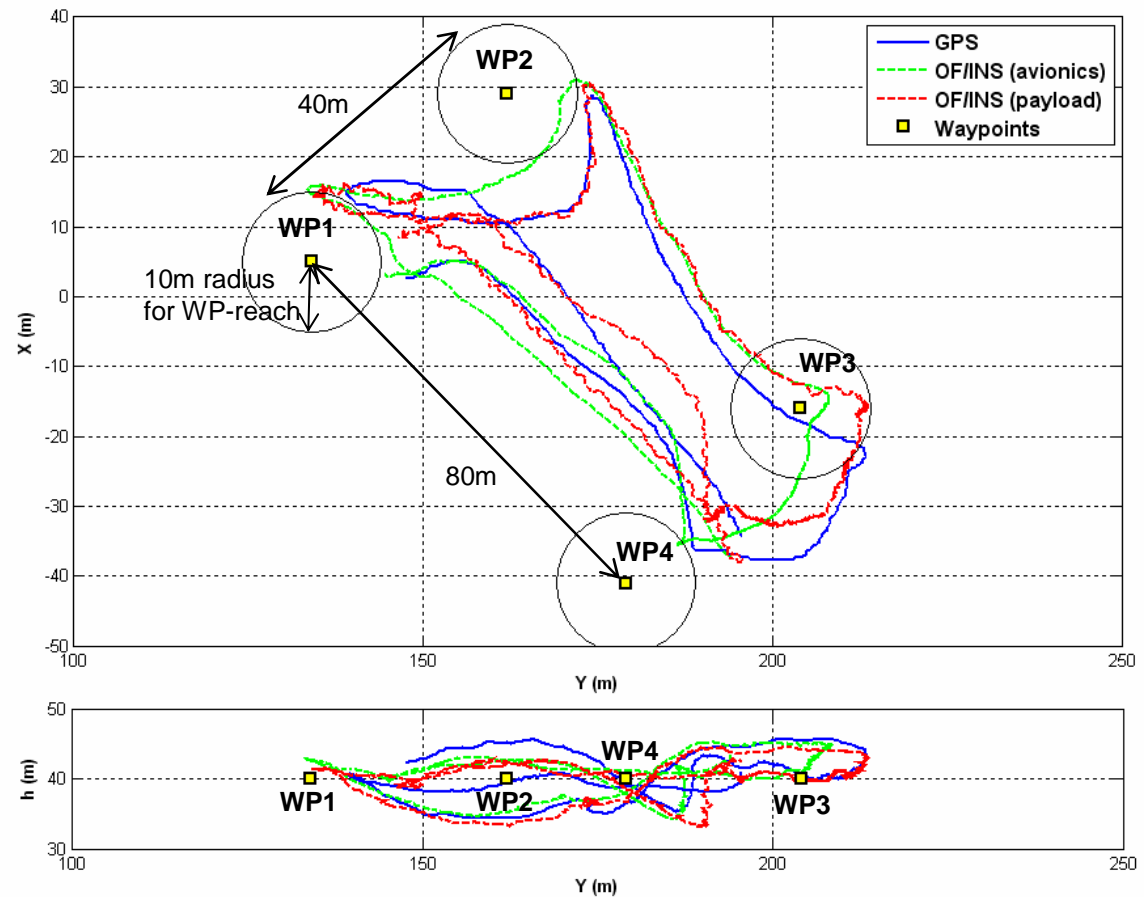 40
30
20
10
0
-10
-20
-30
-40
-50
X (m)
100
150
200
250
Y (m)
GPS
OF/INS (avionics)
OF/INS (payload)
Waypoints
WP2
40m
WP1
10m radius
for WP-reach
WP3
80m
WP4
50
40
30
h (m)
WP4
WP1
WP2
WP3
100
150
200
250
Y (m)